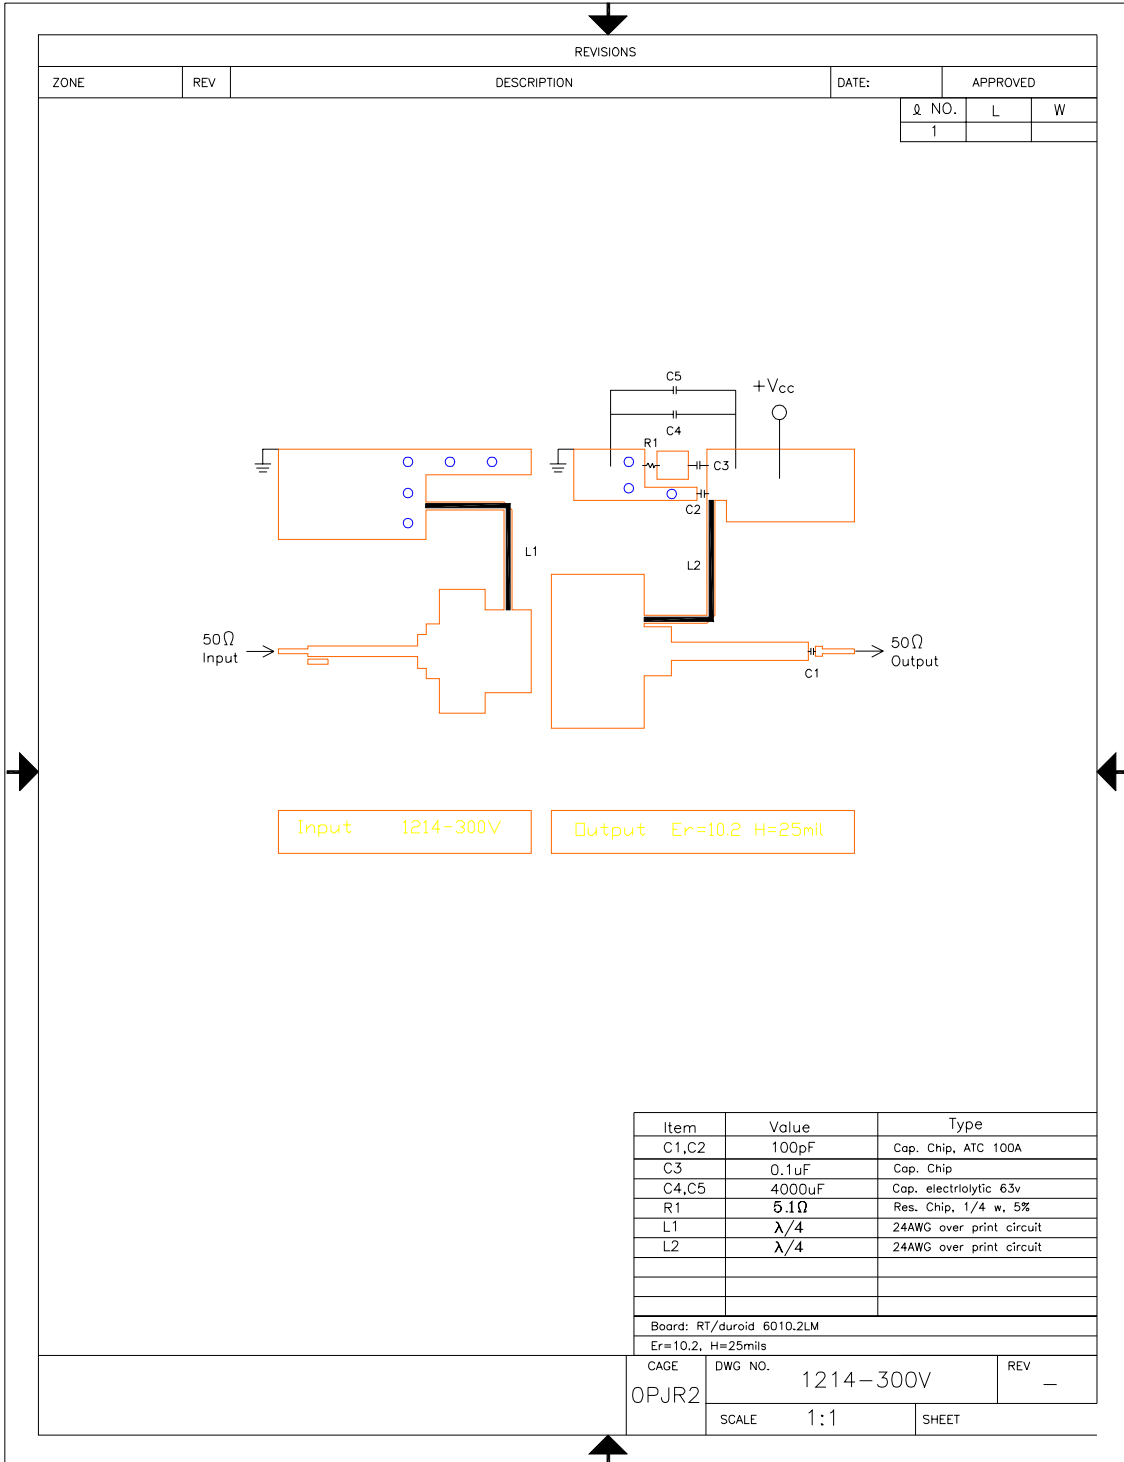 REVISIONS
ZONE REV DESCRIPTION DATE: APPROVED
ℓ NO. L W
1
C5
+Vcc
C4
R1
C3
C2
L1
L2
50Ω
Input
50Ω
Output
C1
Input 1214-300V
Output Er=10.2 H=25mil
Item Value Type
C1,C2 100pF Cap. Chip, ATC 100A
C3 0.1uF Cap. Chip
C4,C5 4000uF Cap. electrlolytic 63v
R1 5.1Ω Res. Chip, 1/4 w, 5%
L1 λ/4 24AWG over print circuit
L2 λ/4 24AWG over print circuit
Board: RT/duroid 6010.2LM
Er=10.2, H=25mils
CAGE DWG NO. REV
0PJR2 1214-300V –
SCALE 1:1 SHEET